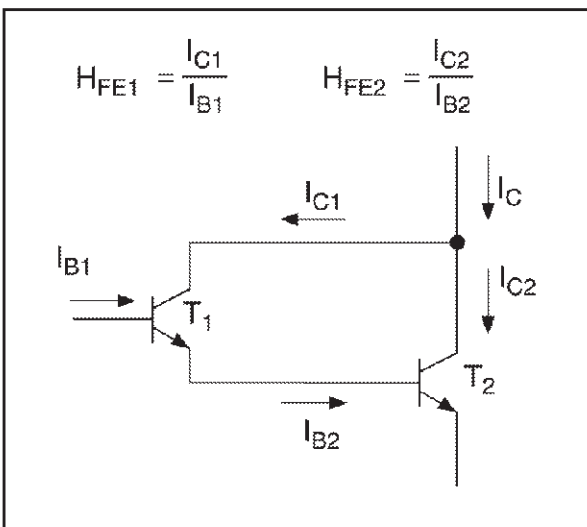 H_FE1 = I_C1 / I_B1
H_FE2 = I_C2 / I_B2
I_C1
I_C
I_B1
T_1
I_C2
T_2
I_B2